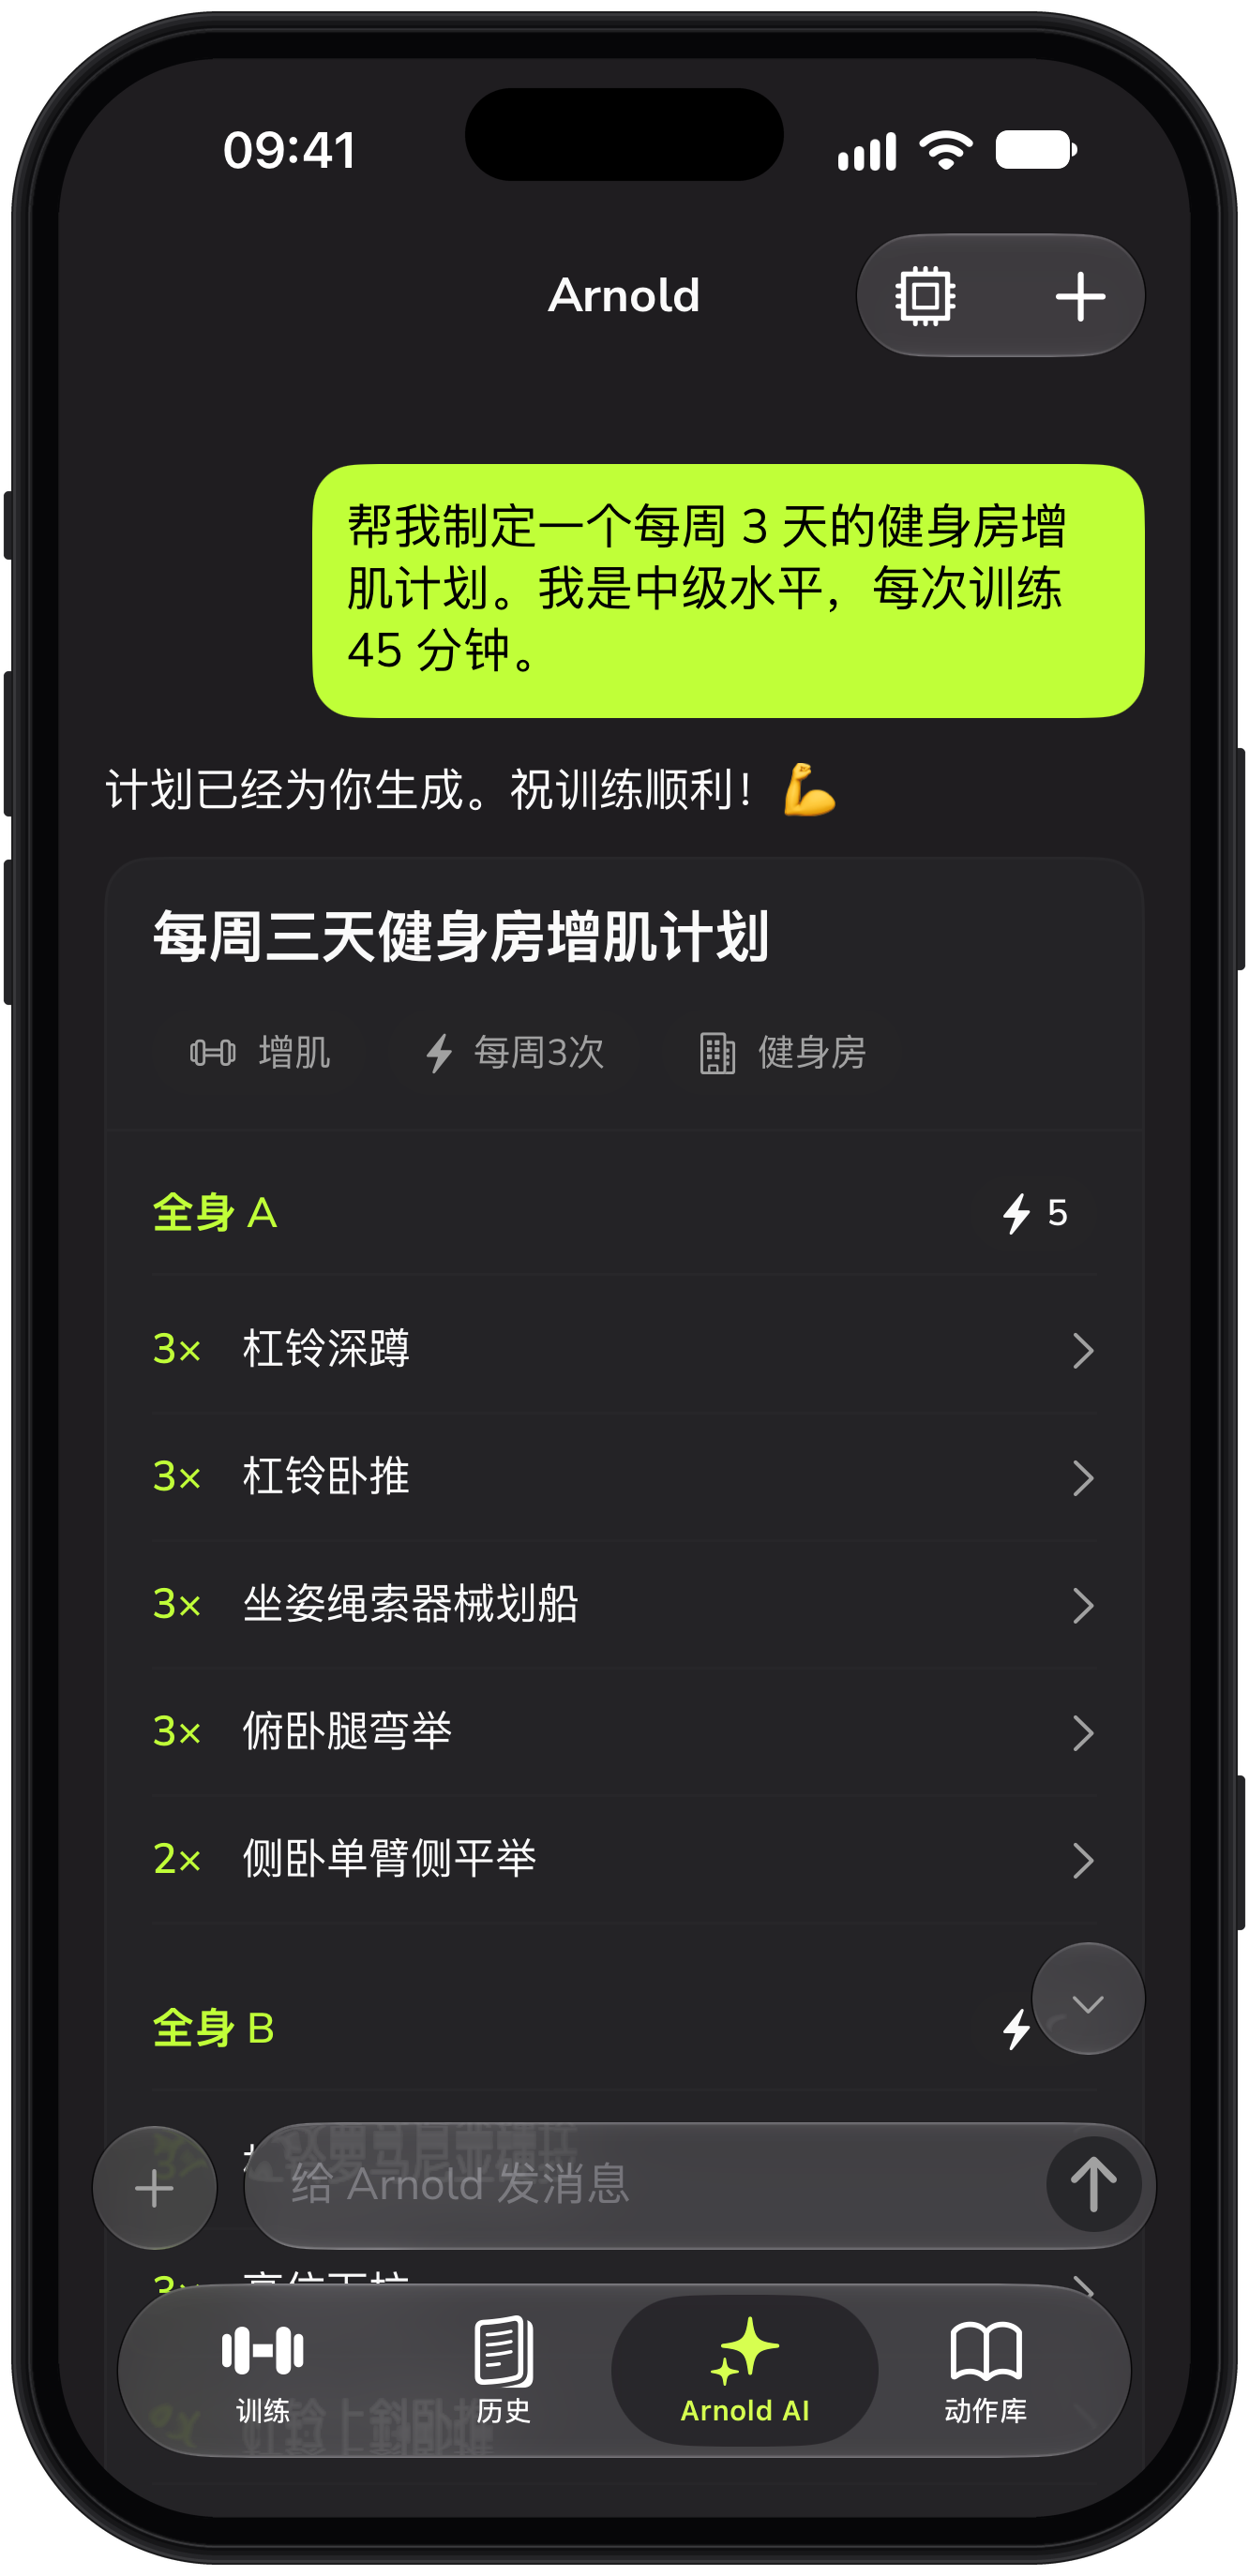 09:41
Arnold
帮我制定一个每周 3 天的健身房增
肌计划。我是中级水平，每次训练
45 分钟。
计划已经为你生成。祝训练顺利！💪
每周三天健身房增肌计划
增肌
每周3次
健身房
全身 A
5
3× 杠铃深蹲
3× 杠铃卧推
3× 坐姿绳索器械划船
3× 俯卧腿弯举
2× 侧卧单臂侧平举
全身 B
给 Arnold 发消息
3× 高位下拉
训练
历史
Arnold AI
动作库